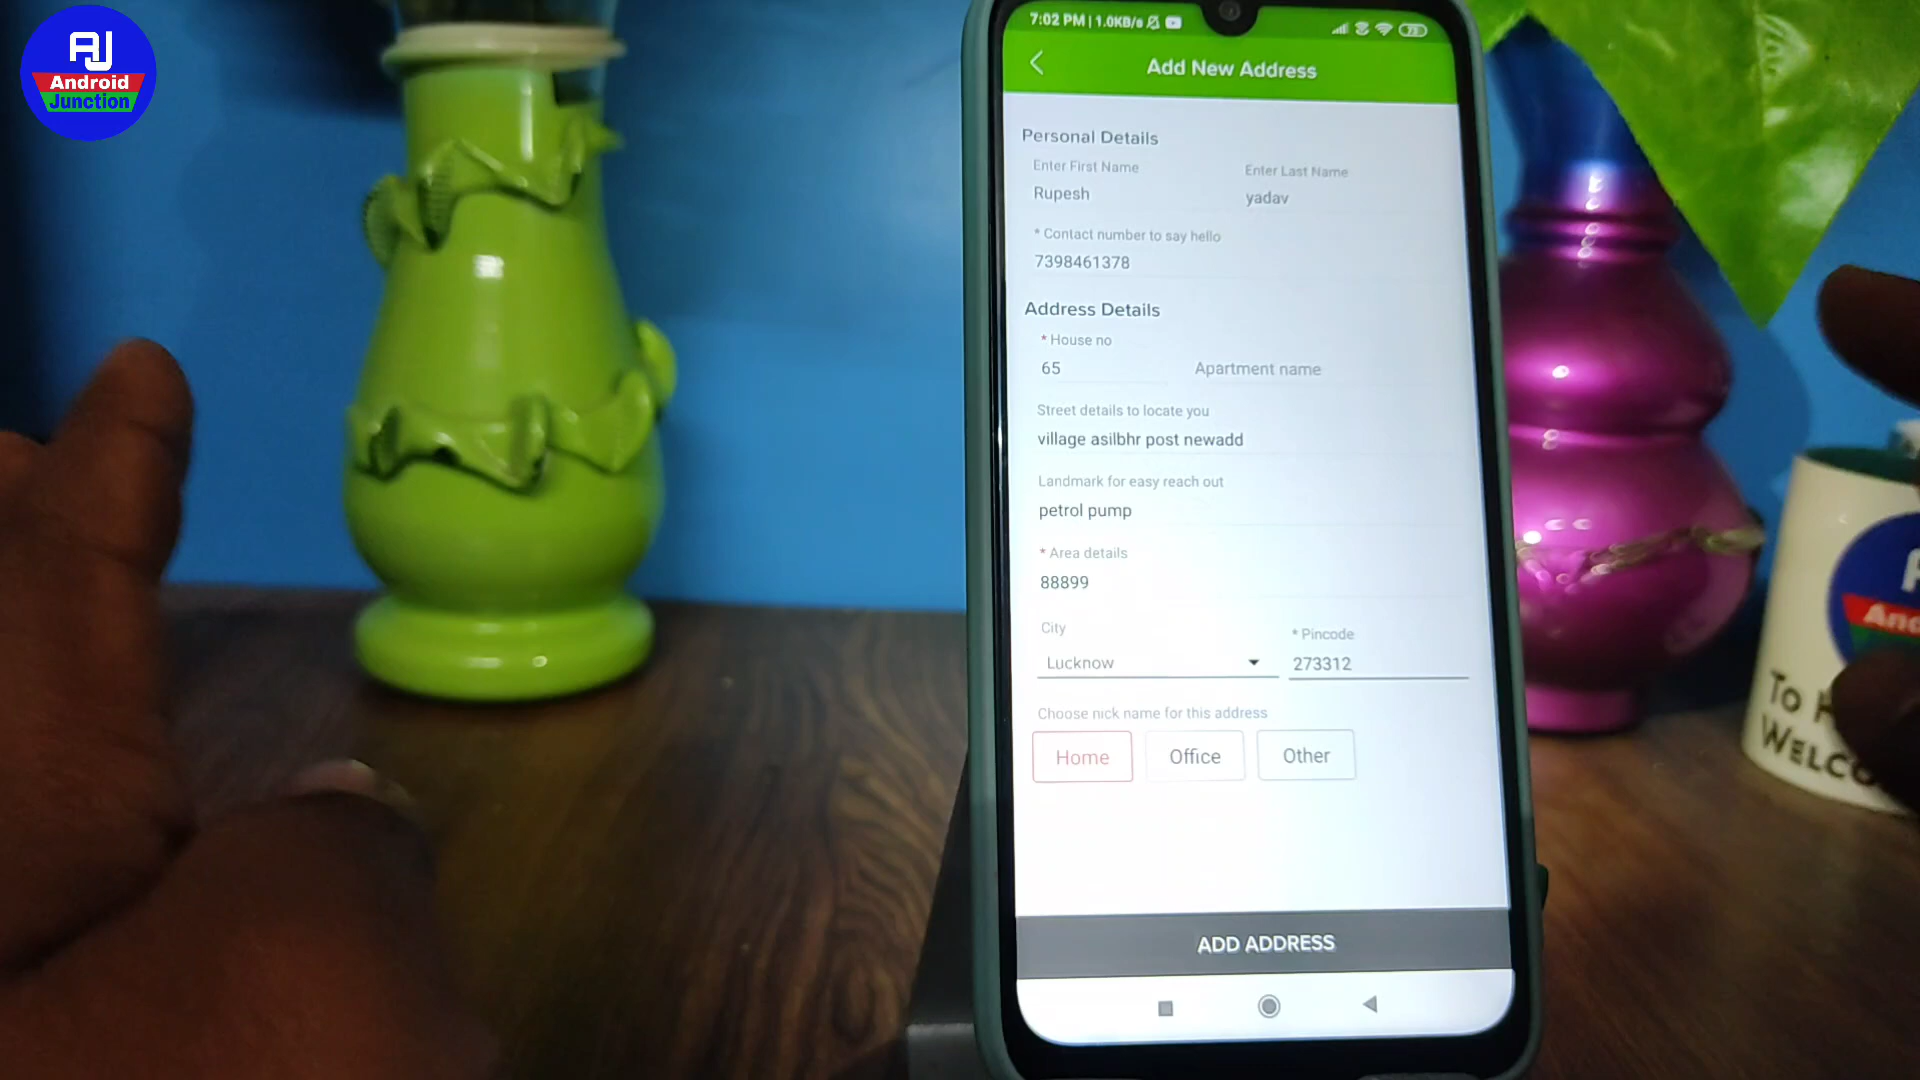 AJ
Android
Junction
7:02 PM | 1.0KB/s
Add New Address
Personal Details
Enter First Name
Enter Last Name
Rupesh
yadav
* Contact number to say hello
7398461378
Address Details
* House no
65
Apartment name
Street details to locate you
village asilbhr post newadd
Landmark for easy reach out
petrol pump
* Area details
88899
City
* Pincode
Lucknow
273312
Choose nick name for this address
Home
Office
Other
ADD ADDRESS
To